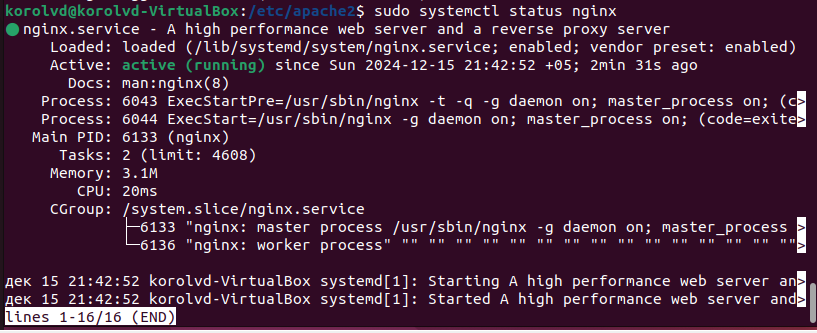 korolvd@korolvd-VirtualBox:/etc/apache2$ sudo systemctl status nginx
● nginx.service - A high performance web server and a reverse proxy server
     Loaded: loaded (/lib/systemd/system/nginx.service; enabled; vendor preset: enabled)
     Active: active (running) since Sun 2024-12-15 21:42:52 +05; 2min 31s ago
       Docs: man:nginx(8)
    Process: 6043 ExecStartPre=/usr/sbin/nginx -t -q -g daemon on; master_process on; (c>
    Process: 6044 ExecStart=/usr/sbin/nginx -g daemon on; master_process on; (code=exite>
   Main PID: 6133 (nginx)
      Tasks: 2 (limit: 4608)
     Memory: 3.1M
        CPU: 20ms
     CGroup: /system.slice/nginx.service
             ├─6133 "nginx: master process /usr/sbin/nginx -g daemon on; master_process >
             └─6136 "nginx: worker process" "" "" "" "" "" "" "" "" "" "" "" "" "" "" "">

дек 15 21:42:52 korolvd-VirtualBox systemd[1]: Starting A high performance web server an>
дек 15 21:42:52 korolvd-VirtualBox systemd[1]: Started A high performance web server and>
lines 1-16/16 (END)